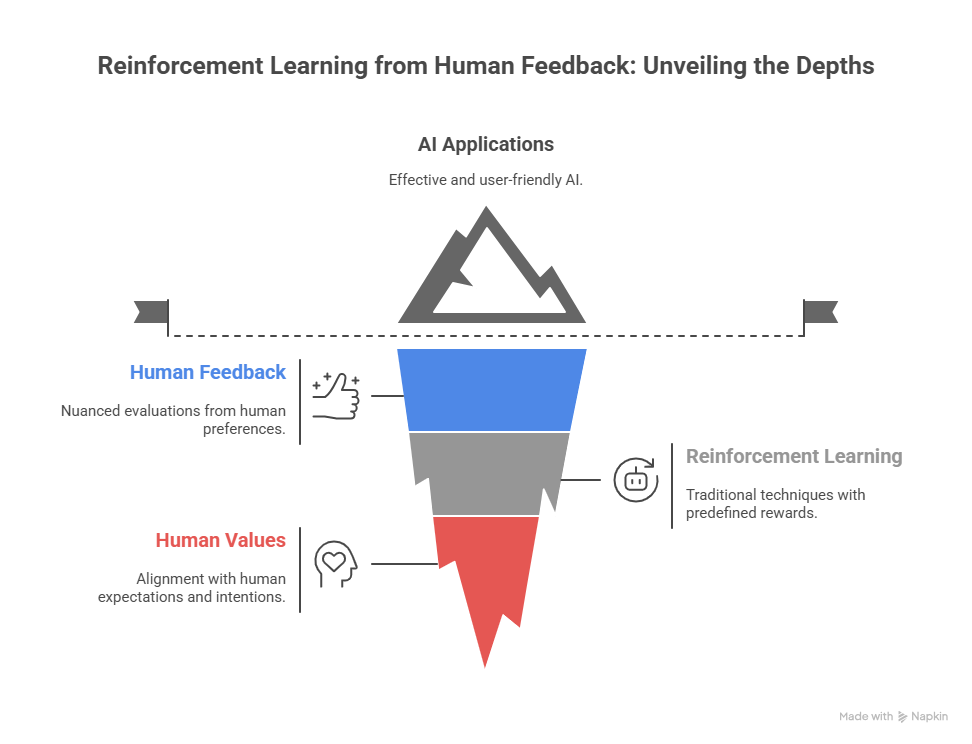 Reinforcement Learning from Human Feedback: Unveiling the Depths
AI Applications
Effective and user-friendly AI.
Human Feedback
Nuanced evaluations from human
preferences.
Reinforcement Learning
Traditional techniques with
predefined rewards.
Human Values
Alignment with human
expectations and intentions.
Made with Napkin